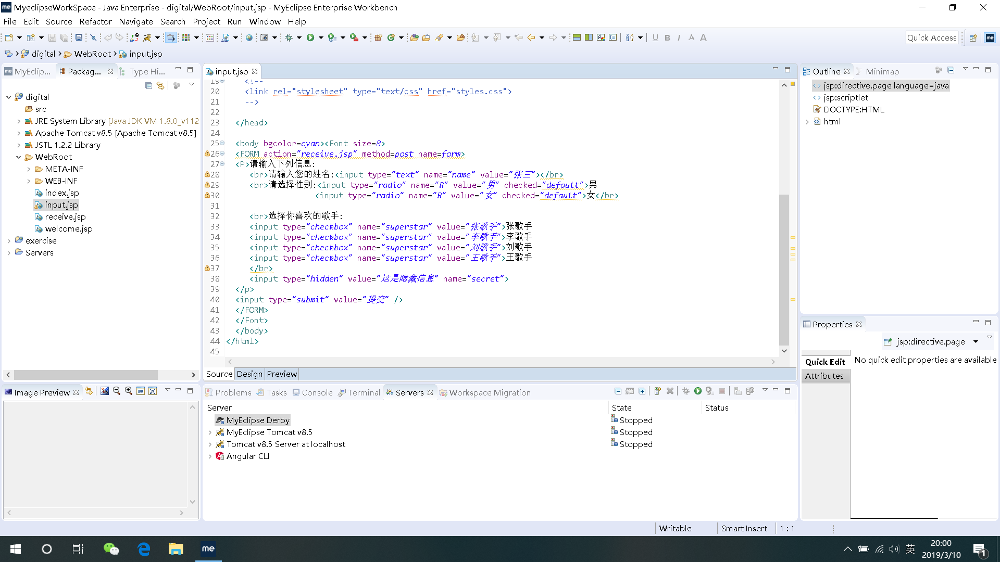 MyeclipseWorkSpace - Java Enterprise - digital/WebRoot/input.jsp - MyEclipse Enterprise Workbench
File Edit Source Refactor Navigate Search Project Run Window Help
Quick Access
digital WebRoot input.jsp
MyEclip... Packag... Type Hi...
digital
src
JRE System Library [Java JDK VM 1.8.0_v112
Apache Tomcat v8.5 [Apache Tomcat v8.5]
JSTL 1.2.2 Library
WebRoot
META-INF
WEB-INF
index.jsp
input.jsp
receive.jsp
welcome.jsp
exercise
Servers
input.jsp
19 <!--
20 <link rel="stylesheet" type="text/css" href="styles.css">
21 -->
22
23 </head>
24
25 <body bgcolor=cyan><Font size=8>
26 <FORM action="receive.jsp" method=post name=form>
27 <P>请输入下列信息:
28 <br>请输入您的姓名:<input type="text" name="name" value="张三"></br>
29 <br>请选择性别:<input type="radio" name="R" value="男" checked="default">男
30 <input type="radio" name="R" value="女" checked="default">女</br>
31
32 <br>选择你喜欢的歌手:
33 <input type="checkbox" name="superstar" value="张歌手">张歌手
34 <input type="checkbox" name="superstar" value="李歌手">李歌手
35 <input type="checkbox" name="superstar" value="刘歌手">刘歌手
36 <input type="checkbox" name="superstar" value="王歌手">王歌手
37 </br>
38 <input type="hidden" value="这是隐藏信息" name="secret">
39 </p>
40 <input type="submit" value="提交" />
41 </FORM>
42 </Font>
43 </body>
44 </html>
45
Source Design Preview
Outline Minimap
jsp:directive.page language=java
jsp:scriptlet
DOCTYPE:HTML
html
Properties
jsp:directive.page
Quick Edit
Attributes
No quick edit properties are available
Image Preview
Problems Tasks Console Terminal Servers Workspace Migration
Server State Status
MyEclipse Derby Stopped
MyEclipse Tomcat v8.5 Stopped
Tomcat v8.5 Server at localhost Stopped
Angular CLI
Writable Smart Insert 1 : 1
me
英
20:00
2019/3/10
1